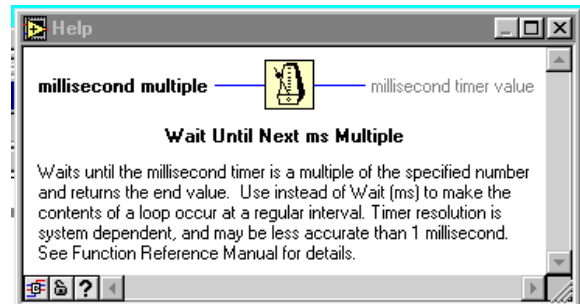 Help
millisecond multiple millisecond timer value
Wait Until Next ms Multiple
Waits until the millisecond timer is a multiple of the specified number
and returns the end value. Use instead of Wait (ms) to make the
contents of a loop occur at a regular interval. Timer resolution is
system dependent, and may be less accurate than 1 millisecond.
See Function Reference Manual for details.
?